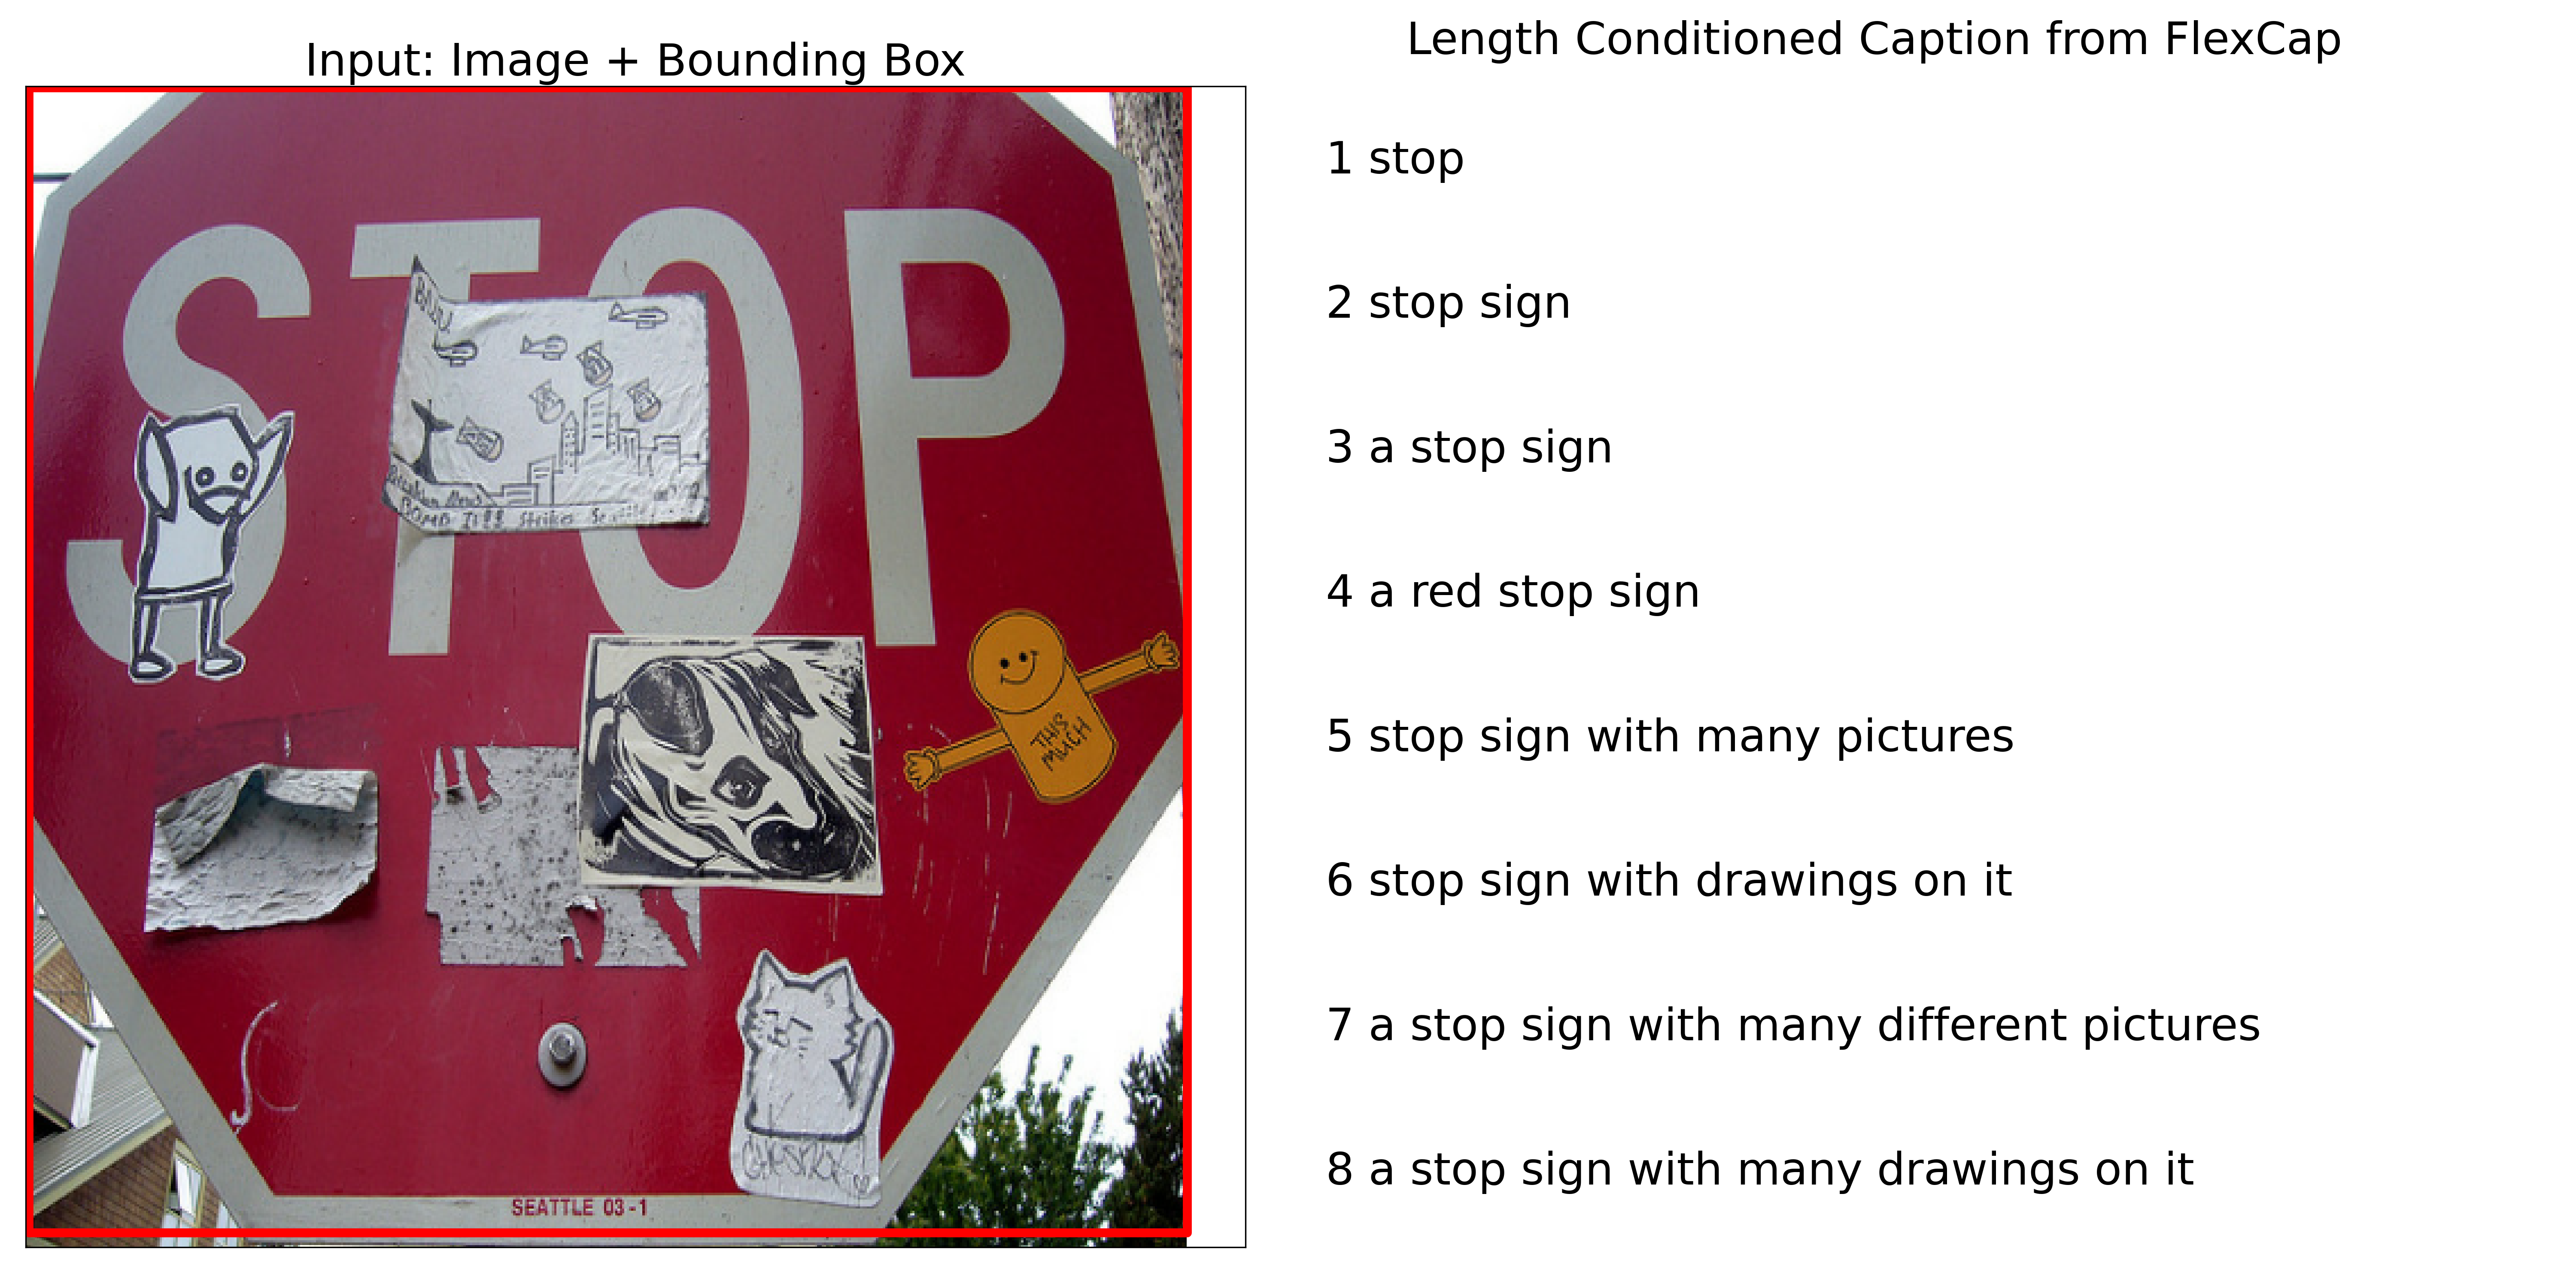 Input: Image + Bounding Box
STOP
BOMB It!! Strikes
THIS
MUCH
SEATTLE 03-1
Length Conditioned Caption from FlexCap
1 stop
2 stop sign
3 a stop sign
4 a red stop sign
5 stop sign with many pictures
6 stop sign with drawings on it
7 a stop sign with many different pictures
8 a stop sign with many drawings on it